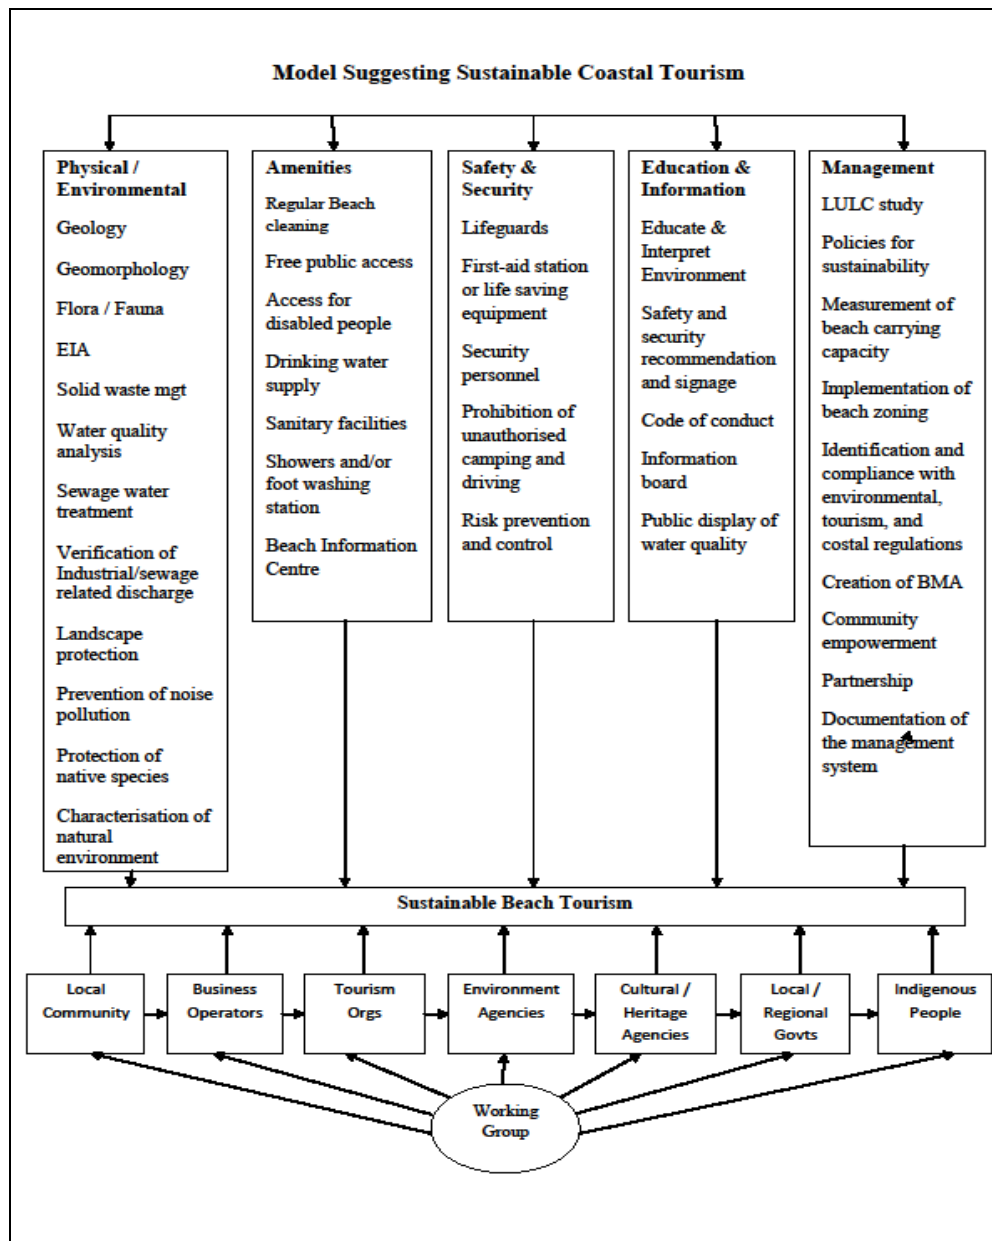 Model Suggesting Sustainable Coastal Tourism
Physical /
Environmental
Geology
Geomorphology
Flora / Fauna
EIA
Solid waste mgt
Water quality
analysis
Sewage water
treatment
Verification of
Industrial/sewage
related discharge
Landscape
protection
Prevention of noise
pollution
Protection of
native species
Characterisation of
natural
environment
Amenities
Regular Beach
cleaning
Free public access
Access for
disabled people
Drinking water
supply
Sanitary facilities
Showers and/or
foot washing
station
Beach Information
Centre
Safety &
Security
Lifeguards
First-aid station
or life saving
equipment
Security
personnel
Prohibition of
unauthorised
camping and
driving
Risk prevention
and control
Education &
Information
Educate &
Interpret
Environment
Safety and
security
recommendation
and signage
Code of conduct
Information
board
Public display of
water quality
Management
LULC study
Policies for
sustainability
Measurement of
beach carrying
capacity
Implementation of
beach zoning
Identification and
compliance with
environmental,
tourism, and
costal regulations
Creation of BMA
Community
empowerment
Partnership
Documentation of
the management
system
Sustainable Beach Tourism
Local
Community
Business
Operators
Tourism
Orgs
Environment
Agencies
Cultural /
Heritage
Agencies
Local /
Regional
Govts
Indigenous
People
Working
Group